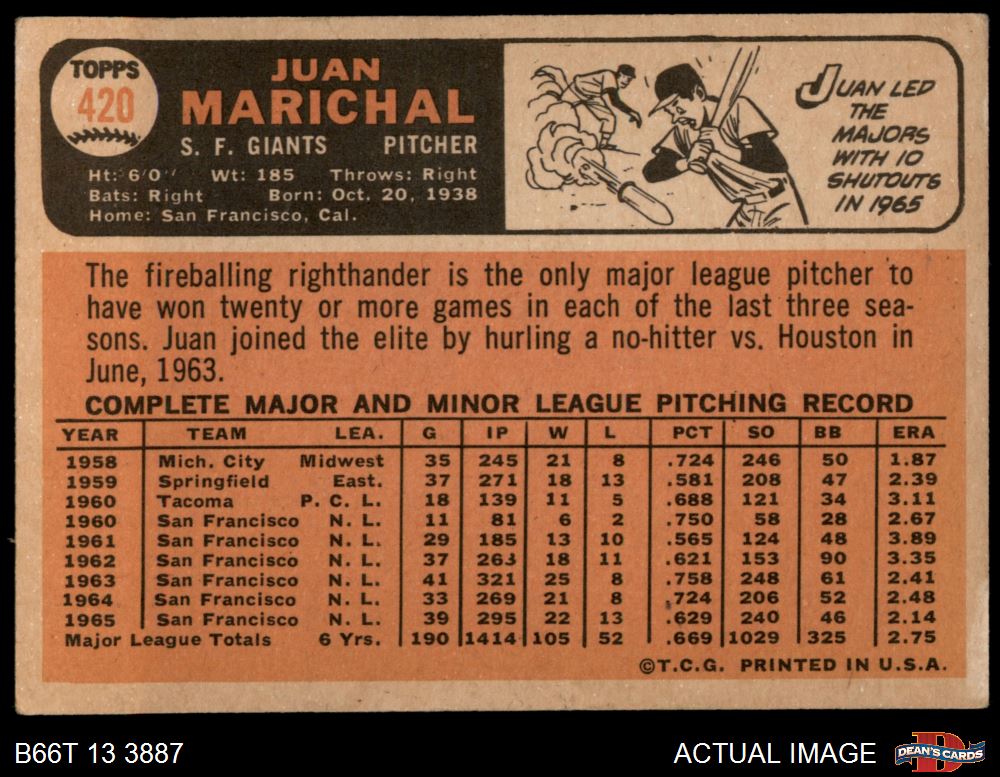 TOPPS
420
JUAN
MARICHAL
S. F. GIANTS PITCHER
Ht: 6'0" Wt: 185 Throws: Right
Bats: Right Born: Oct. 20, 1938
Home: San Francisco, Cal.
JUAN LED
THE
MAJORS
WITH 10
SHUTOUTS
IN 1965
The fireballing righthander is the only major league pitcher to
have won twenty or more games in each of the last three sea-
sons. Juan joined the elite by hurling a no-hitter vs. Houston in
June, 1963.
COMPLETE MAJOR AND MINOR LEAGUE PITCHING RECORD
YEAR TEAM LEA. G IP W L PCT SO BB ERA
1958 Mich. City Midwest 35 245 21 8 .724 246 50 1.87
1959 Springfield East. 37 271 18 13 .581 208 47 2.39
1960 Tacoma P. C. L. 18 139 11 5 .688 121 34 3.11
1960 San Francisco N. L. 11 81 6 2 .750 58 28 2.67
1961 San Francisco N. L. 29 185 13 10 .565 124 48 3.89
1962 San Francisco N. L. 37 263 18 11 .621 153 90 3.35
1963 San Francisco N. L. 41 321 25 8 .758 248 61 2.41
1964 San Francisco N. L. 33 269 21 8 .724 206 52 2.48
1965 San Francisco N. L. 39 295 22 13 .629 240 46 2.14
Major League Totals 6 Yrs. 190 1414 105 52 .669 1029 325 2.75
©T.C.G. PRINTED IN U.S.A.
B66T 13 3887 ACTUAL IMAGE DEAN'S CARDS